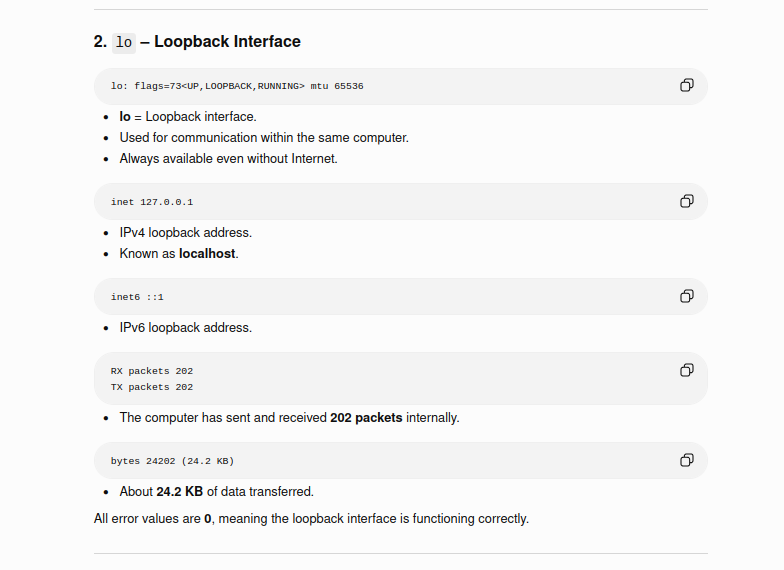 2. lo – Loopback Interface
lo: flags=73<UP,LOOPBACK,RUNNING> mtu 65536
lo = Loopback interface.
Used for communication within the same computer.
Always available even without Internet.
inet 127.0.0.1
IPv4 loopback address.
Known as localhost.
inet6 ::1
IPv6 loopback address.
RX packets 202
TX packets 202
The computer has sent and received 202 packets internally.
bytes 24202 (24.2 KB)
About 24.2 KB of data transferred.
All error values are 0, meaning the loopback interface is functioning correctly.